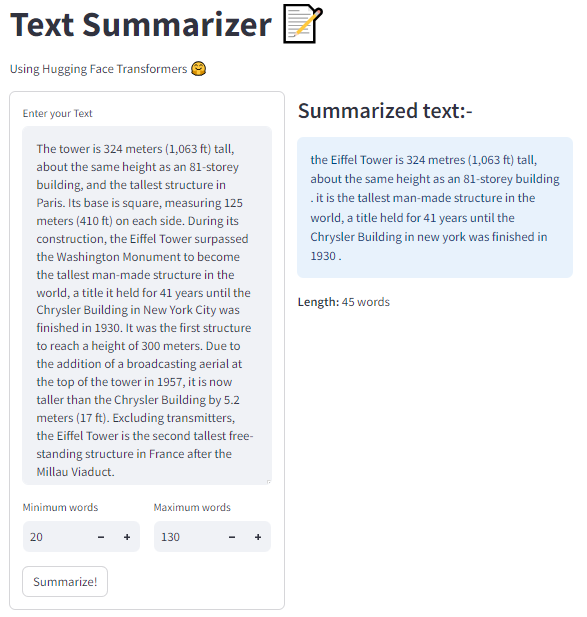 Text Summarizer 📝
Using Hugging Face Transformers 🤗
Enter your Text
The tower is 324 meters (1,063 ft) tall,
about the same height as an 81-storey
building, and the tallest structure in
Paris. Its base is square, measuring 125
meters (410 ft) on each side. During its
construction, the Eiffel Tower surpassed
the Washington Monument to become
the tallest man-made structure in the
world, a title it held for 41 years until the
Chrysler Building in New York City was
finished in 1930. It was the first structure
to reach a height of 300 meters. Due to
the addition of a broadcasting aerial at
the top of the tower in 1957, it is now
taller than the Chrysler Building by 5.2
meters (17 ft). Excluding transmitters,
the Eiffel Tower is the second tallest free-
standing structure in France after the
Millau Viaduct.
Minimum words
Maximum words
20 − +
130 − +
Summarize!
Summarized text:-
the Eiffel Tower is 324 metres (1,063 ft) tall,
about the same height as an 81-storey building
. it is the tallest man-made structure in the
world, a title held for 41 years until the
Chrysler Building in new york was finished in
1930 .
Length: 45 words